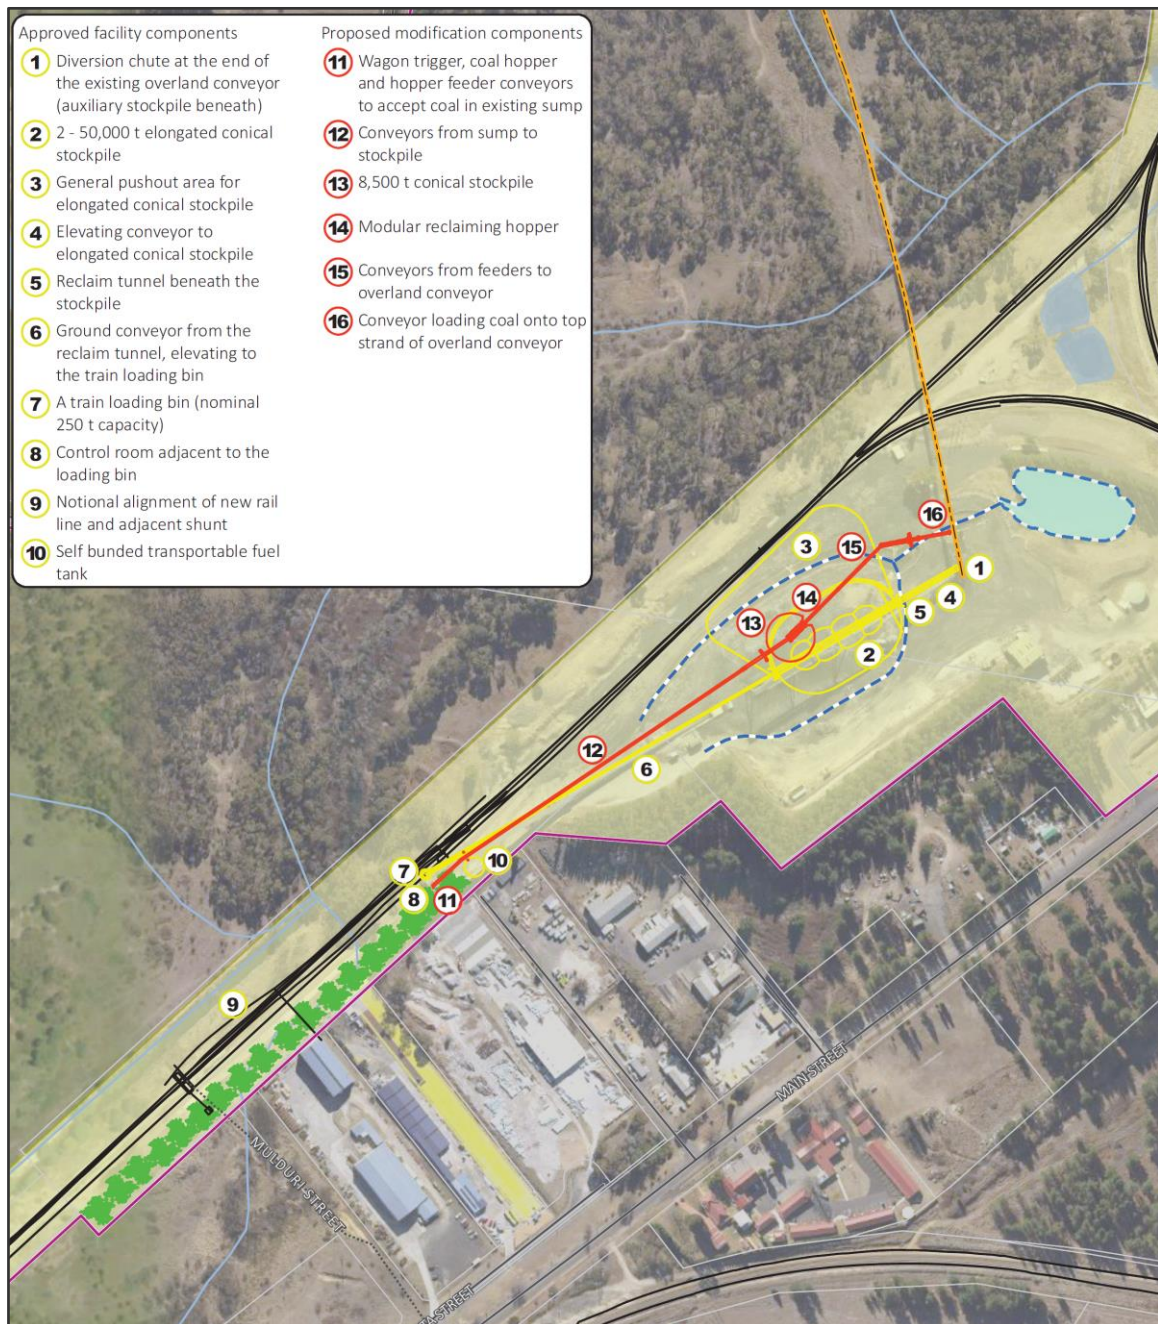 Approved facility components
1 Diversion chute at the end of
the existing overland conveyor
(auxiliary stockpile beneath)
2 2 - 50,000 t elongated conical
stockpile
3 General pushout area for
elongated conical stockpile
4 Elevating conveyor to
elongated conical stockpile
5 Reclaim tunnel beneath the
stockpile
6 Ground conveyor from the
reclaim tunnel, elevating to
the train loading bin
7 A train loading bin (nominal
250 t capacity)
8 Control room adjacent to the
loading bin
9 Notional alignment of new rail
line and adjacent shunt
10 Self bunded transportable fuel
tank
Proposed modification components
11 Wagon trigger, coal hopper
and hopper feeder conveyors
to accept coal in existing sump
12 Conveyors from sump to
stockpile
13 8,500 t conical stockpile
14 Modular reclaiming hopper
15 Conveyors from feeders to
overland conveyor
16 Conveyor loading coal onto top
strand of overland conveyor
16
3
15
1
14
5
4
13
2
12
6
7
10
8
11
9
MAIN STREET
MULDURI STREET
TA STREET